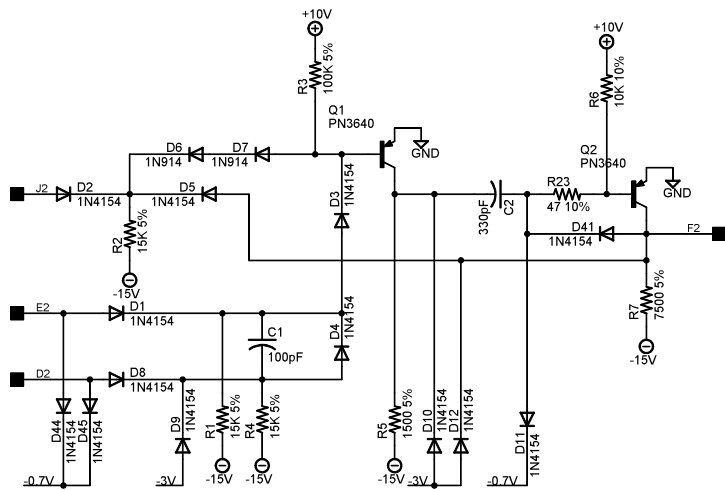 +10V
+10V
R3
100K 5%
R6
10K 10%
Q1
PN3640
Q2
PN3640
D6
1N914
D7
1N914
GND
GND
J2
D2
1N4154
D5
1N4154
D3
1N4154
330pF
C2
R23
47 10%
R2
15K 5%
D41
1N4154
F2
-15V
E2
D1
1N4154
C1
100pF
D4
1N4154
R7
7500 5%
-15V
D2
D8
1N4154
D44
1N4154
D45
1N4154
D9
1N4154
R1
15K 5%
R4
15K 5%
R5
1500 5%
D10
1N4154
D12
1N4154
D11
1N4154
-0.7V
-3V
-15V
-15V
-15V
-3V
-0.7V